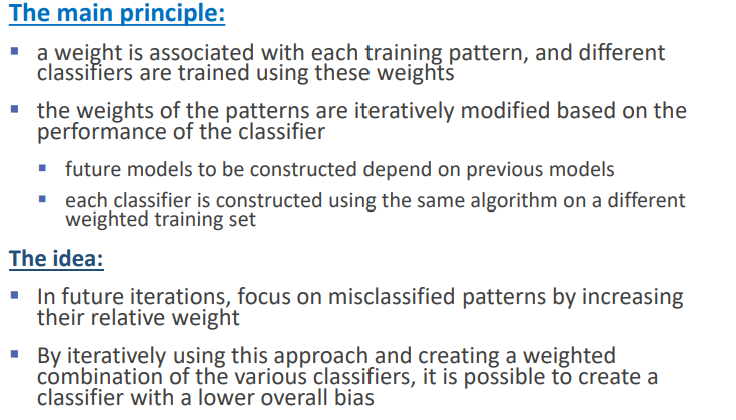 The main principle:
▪ a weight is associated with each training pattern, and different
classifiers are trained using these weights
▪ the weights of the patterns are iteratively modified based on the
performance of the classifier
▪ future models to be constructed depend on previous models
▪ each classifier is constructed using the same algorithm on a different
weighted training set
The idea:
▪ In future iterations, focus on misclassified patterns by increasing
their relative weight
▪ By iteratively using this approach and creating a weighted
combination of the various classifiers, it is possible to create a
classifier with a lower overall bias